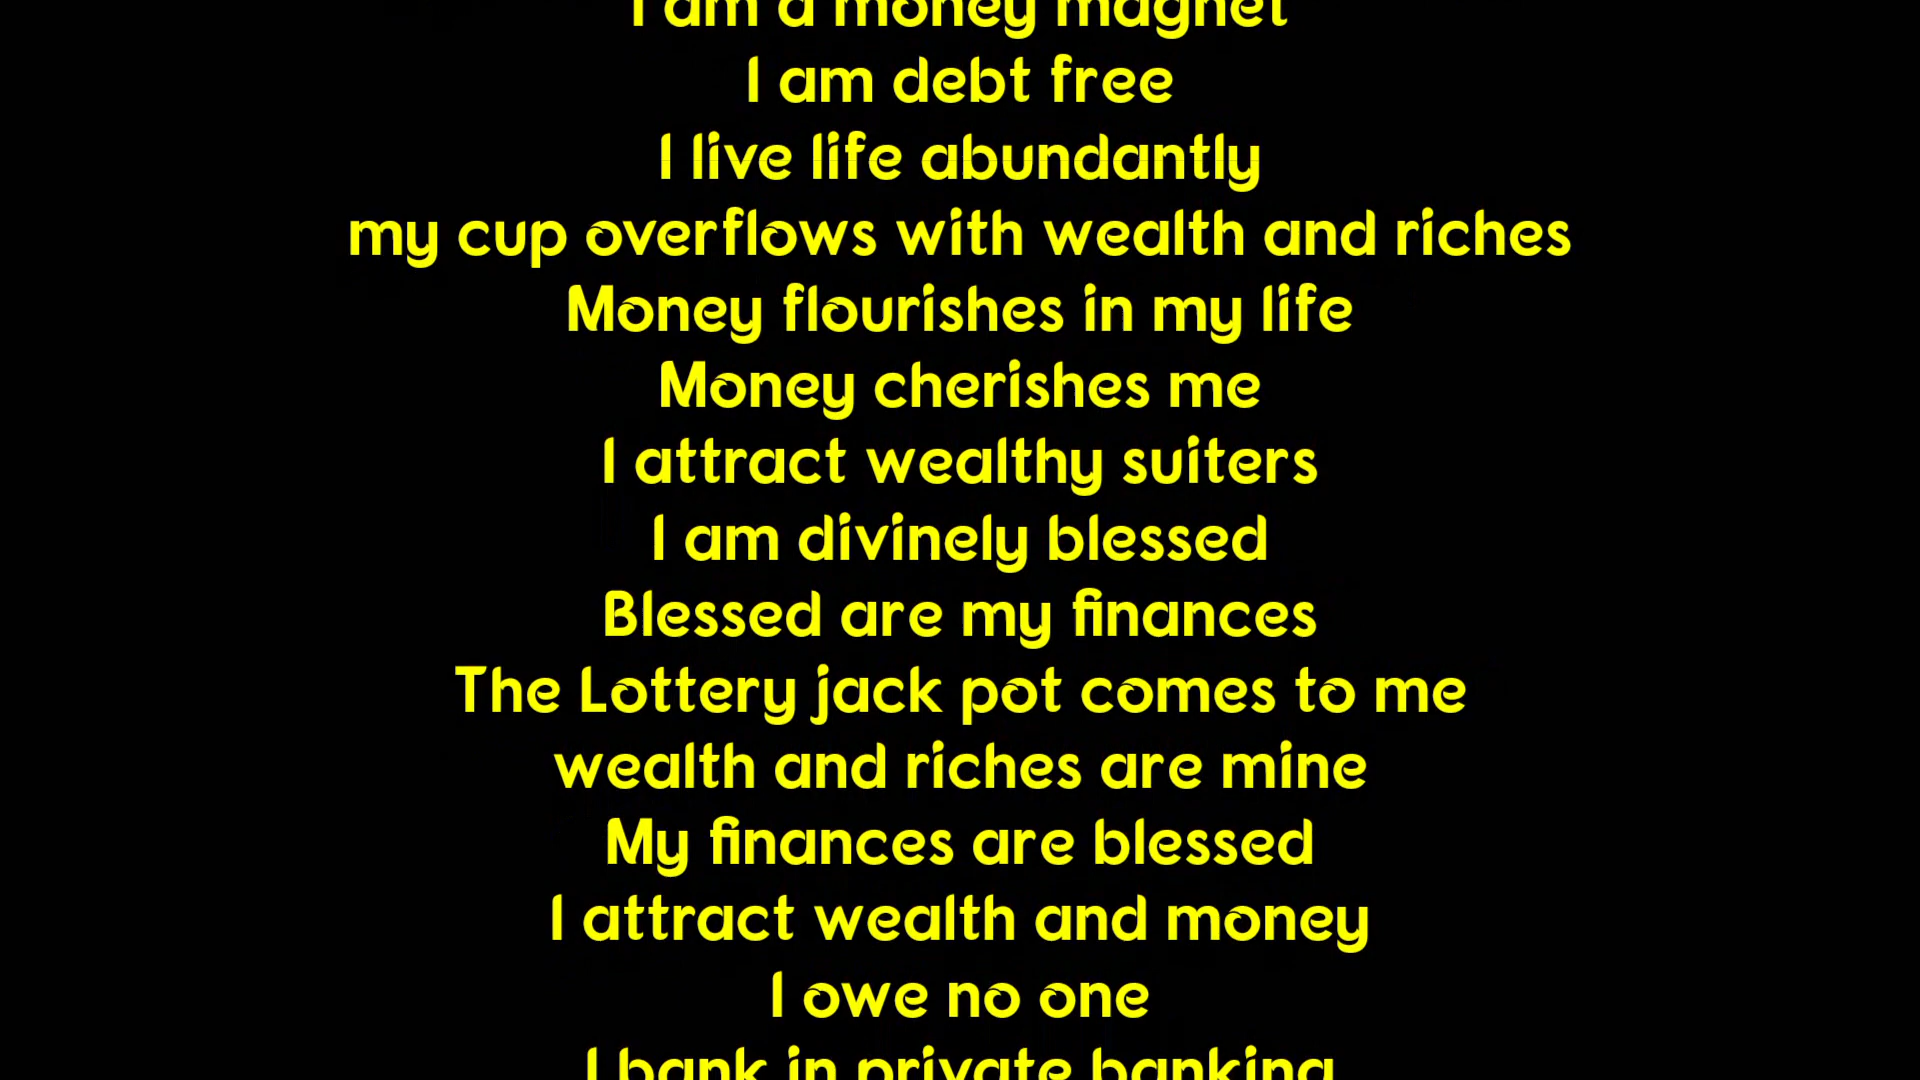 I am a money magnet
I am debt free
I live life abundantly
my cup overflows with wealth and riches
Money flourishes in my life
Money cherishes me
I attract wealthy suiters
I am divinely blessed
Blessed are my finances
The Lottery jack pot comes to me
wealth and riches are mine
My finances are blessed
I attract wealth and money
I owe no one
I bank in private banking